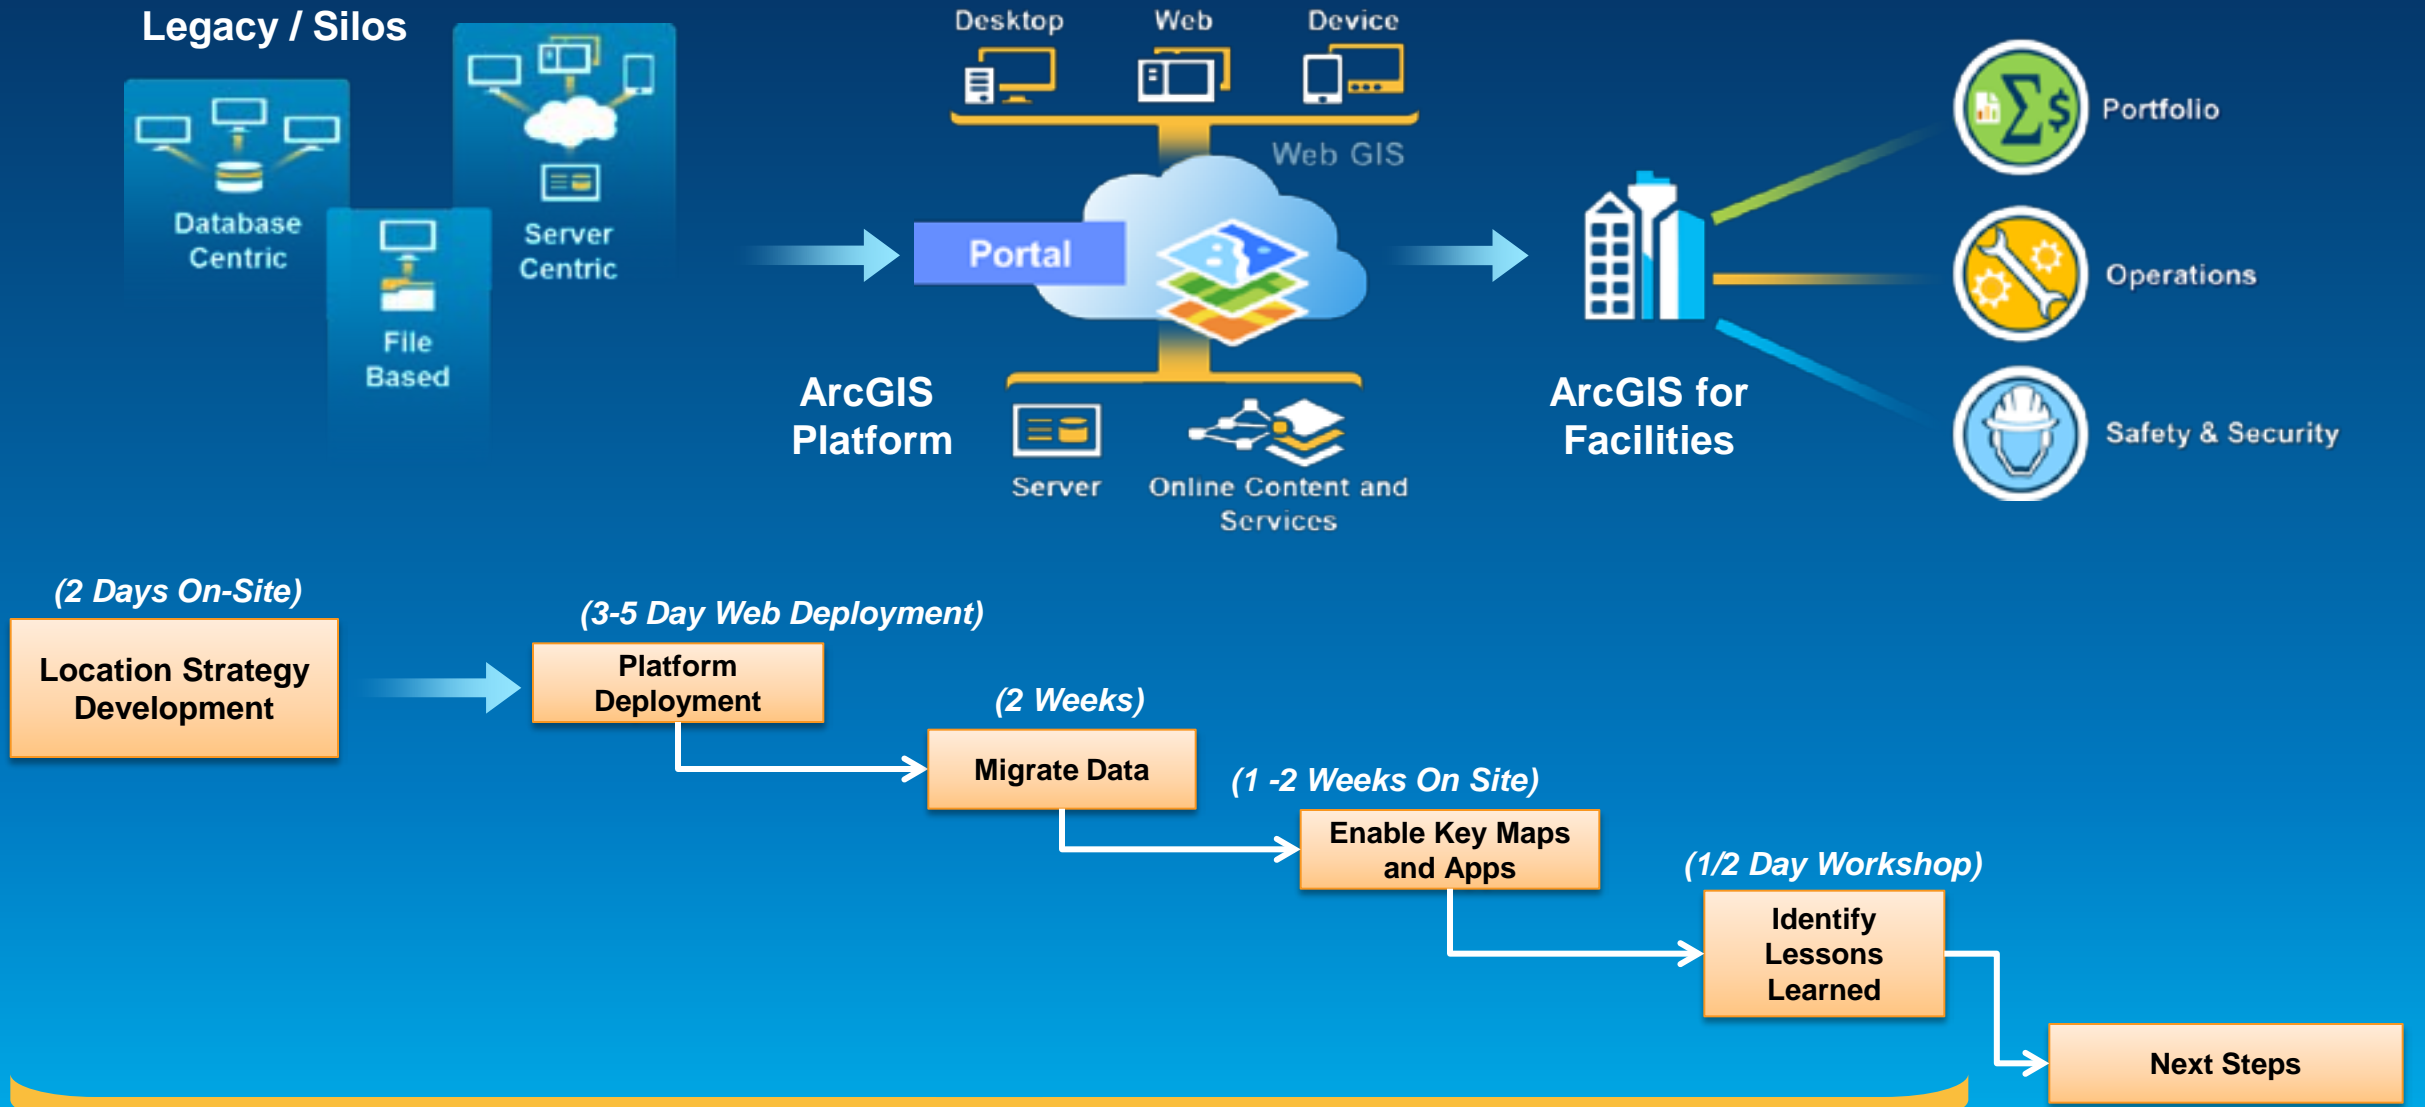 Legacy / Silos
Database
Centric
File
Based
Server
Centric
Desktop
Web
Device
Web GIS
Portal
ArcGIS
Platform
Server
Online Content and
Services
ArcGIS for
Facilities
Portfolio
Operations
Safety & Security
(2 Days On-Site)
Location Strategy
Development
(3-5 Day Web Deployment)
Platform
Deployment
(2 Weeks)
Migrate Data
(1 -2 Weeks On Site)
Enable Key Maps
and Apps
(1/2 Day Workshop)
Identify
Lessons
Learned
Next Steps